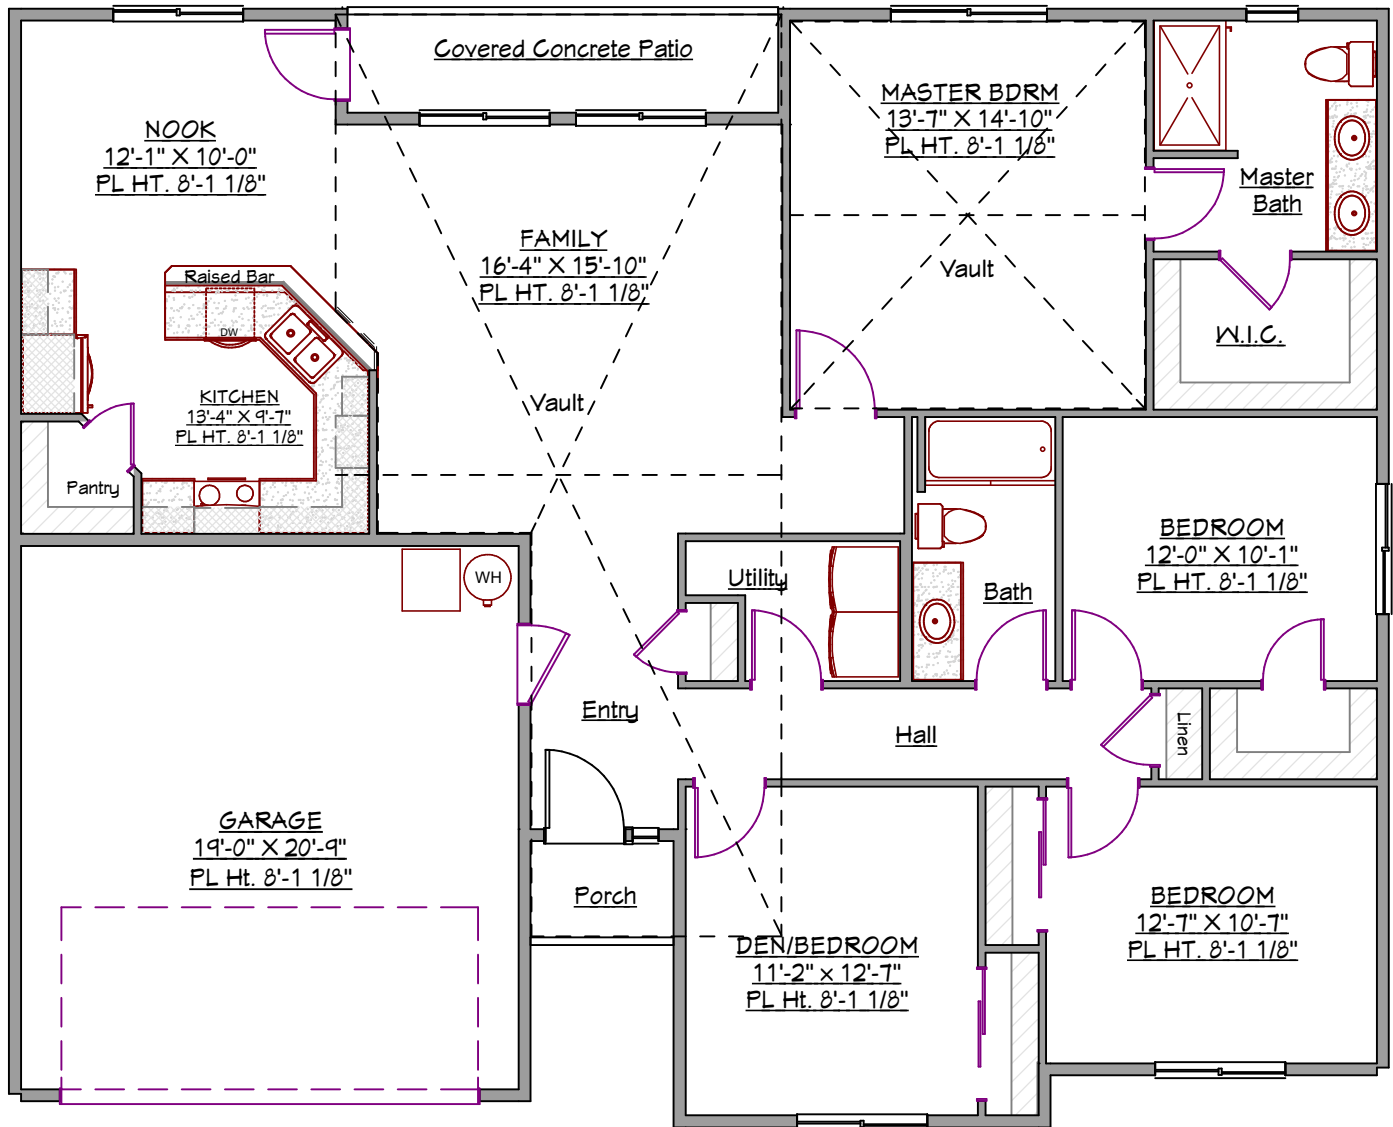 Covered Concrete Patio
NOOK
12'-1" X 10'-0"
PL HT. 8'-1 1/8"
MASTER BDRM
13'-7" X 14'-10"
PL HT. 8'-1 1/8"
Master
Bath
FAMILY
16'-4" X 15'-10"
PL HT. 8'-1 1/8"
Vault
Raised Bar
DW
W.I.C.
KITCHEN
13'-4" X 9'-7"
PL HT. 8'-1 1/8"
Vault
Pantry
BEDROOM
12'-0" X 10'-1"
PL HT. 8'-1 1/8"
WH
Utility
Bath
Entry
Hall
Linen
GARAGE
19'-0" X 20'-9"
PL Ht. 8'-1 1/8"
Porch
BEDROOM
12'-7" X 10'-7"
PL HT. 8'-1 1/8"
DEN/BEDROOM
11'-2" x 12'-7"
PL Ht. 8'-1 1/8"